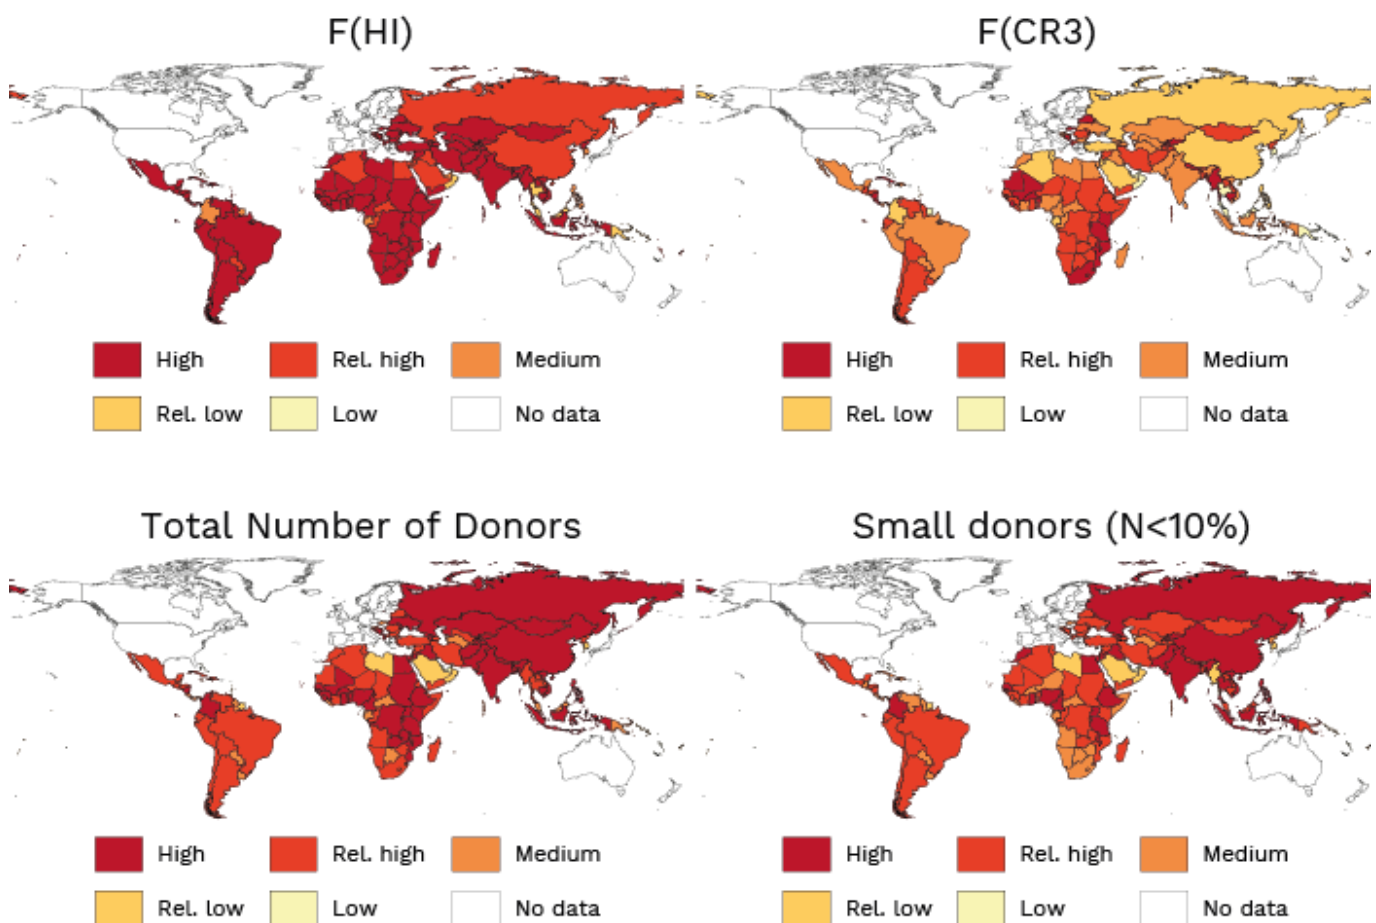 F(HI)
F(CR3)
High
Rel. high
Medium
High
Rel. high
Medium
Rel. low
Low
No data
Rel. low
Low
No data
Total Number of Donors
Small donors (N<10%)
High
Rel. high
Medium
High
Rel. high
Medium
Rel. low
Low
No data
Rel. low
Low
No data